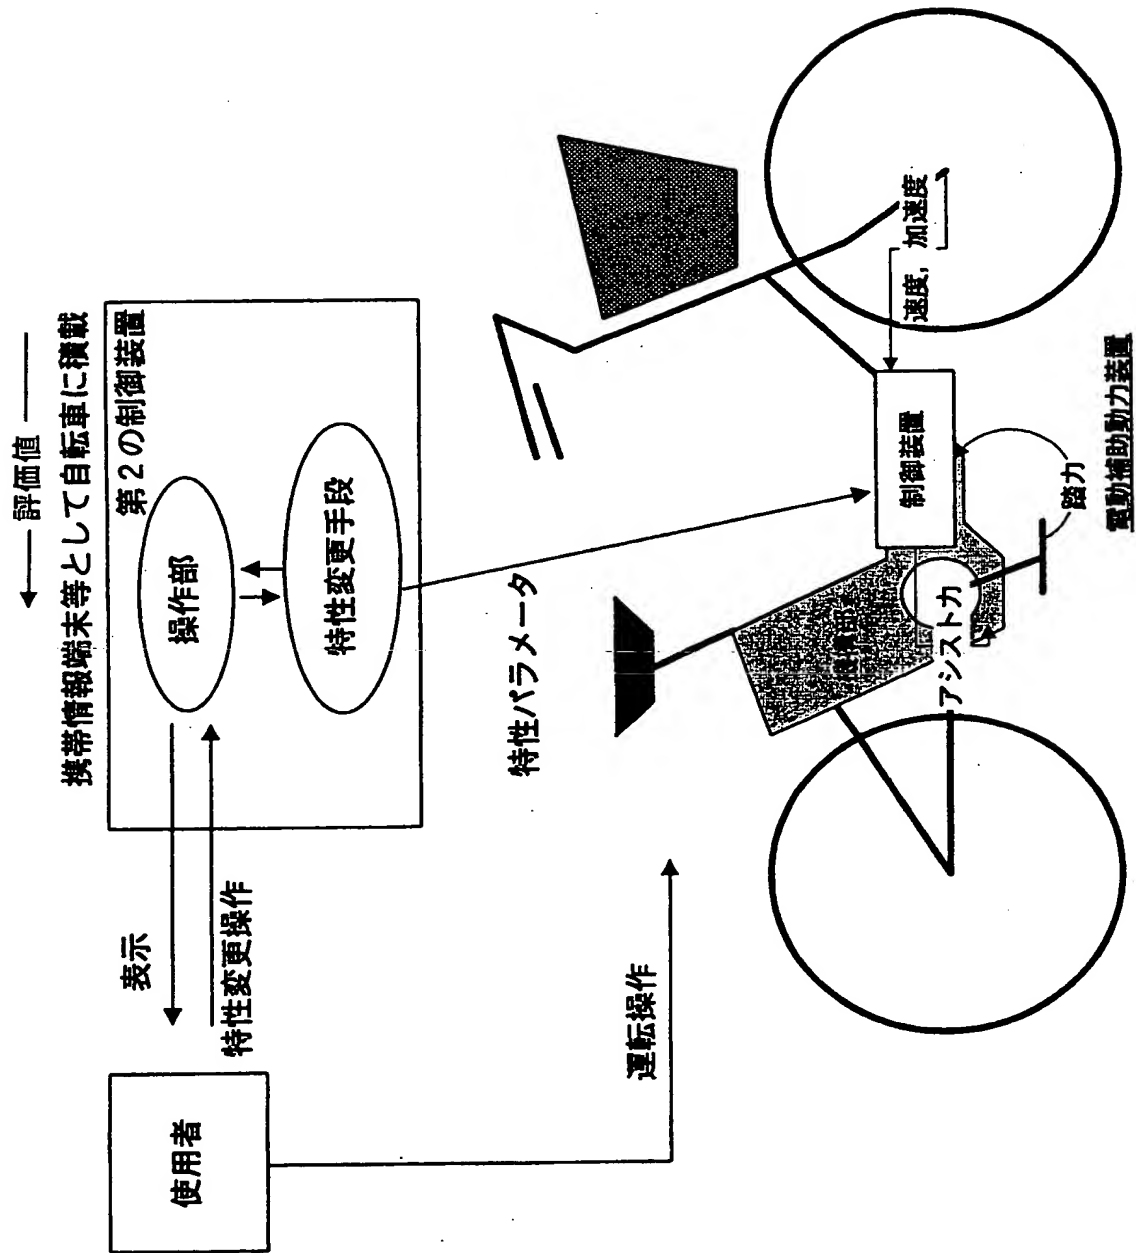 評価値
携帯情報端末等として自転車に積載
第2の制御装置
操作部
特性変更手段
表示
特性変更操作
使用者
特性パラメータ
運転操作
機構部
アシスト力
制御装置
速度，加速度
踏力
電動補助動力装置